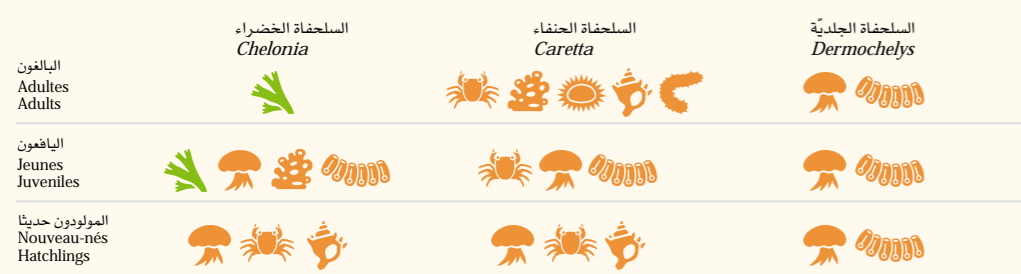 السلحفاة الخضراء
Chelonia
السلحفاة الحنفاء
Caretta
السلحفاة الجلديّة
Dermochelys
البالغون
Adultes
Adults
اليافعون
Jeunes
Juveniles
المولودون حديثا
Nouveau-nés
Hatchlings